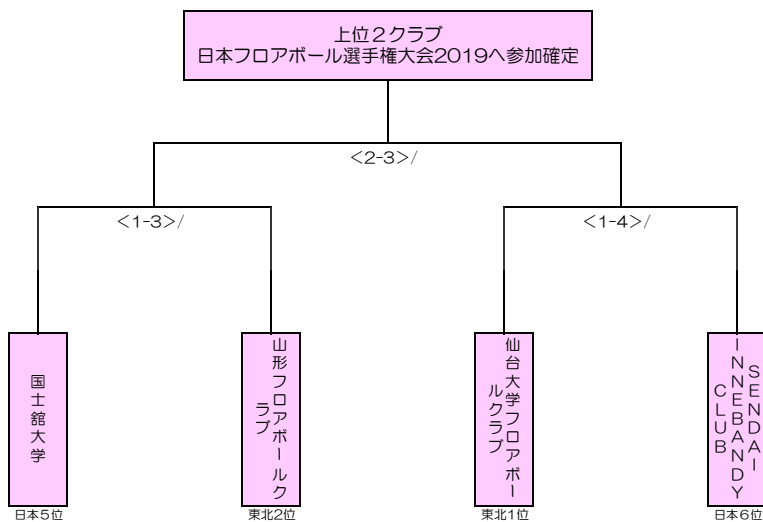 上位２クラブ
日本フロアボール選手権大会2019へ参加確定
<2-3>/
<1-3>/
<1-4>/
国士舘大学
山形フロアボールク
ラブ
仙台大学フロアボー
ルクラブ
SENDAI
INNEBANDY
CLUB
日本5位
東北2位
東北1位
日本6位